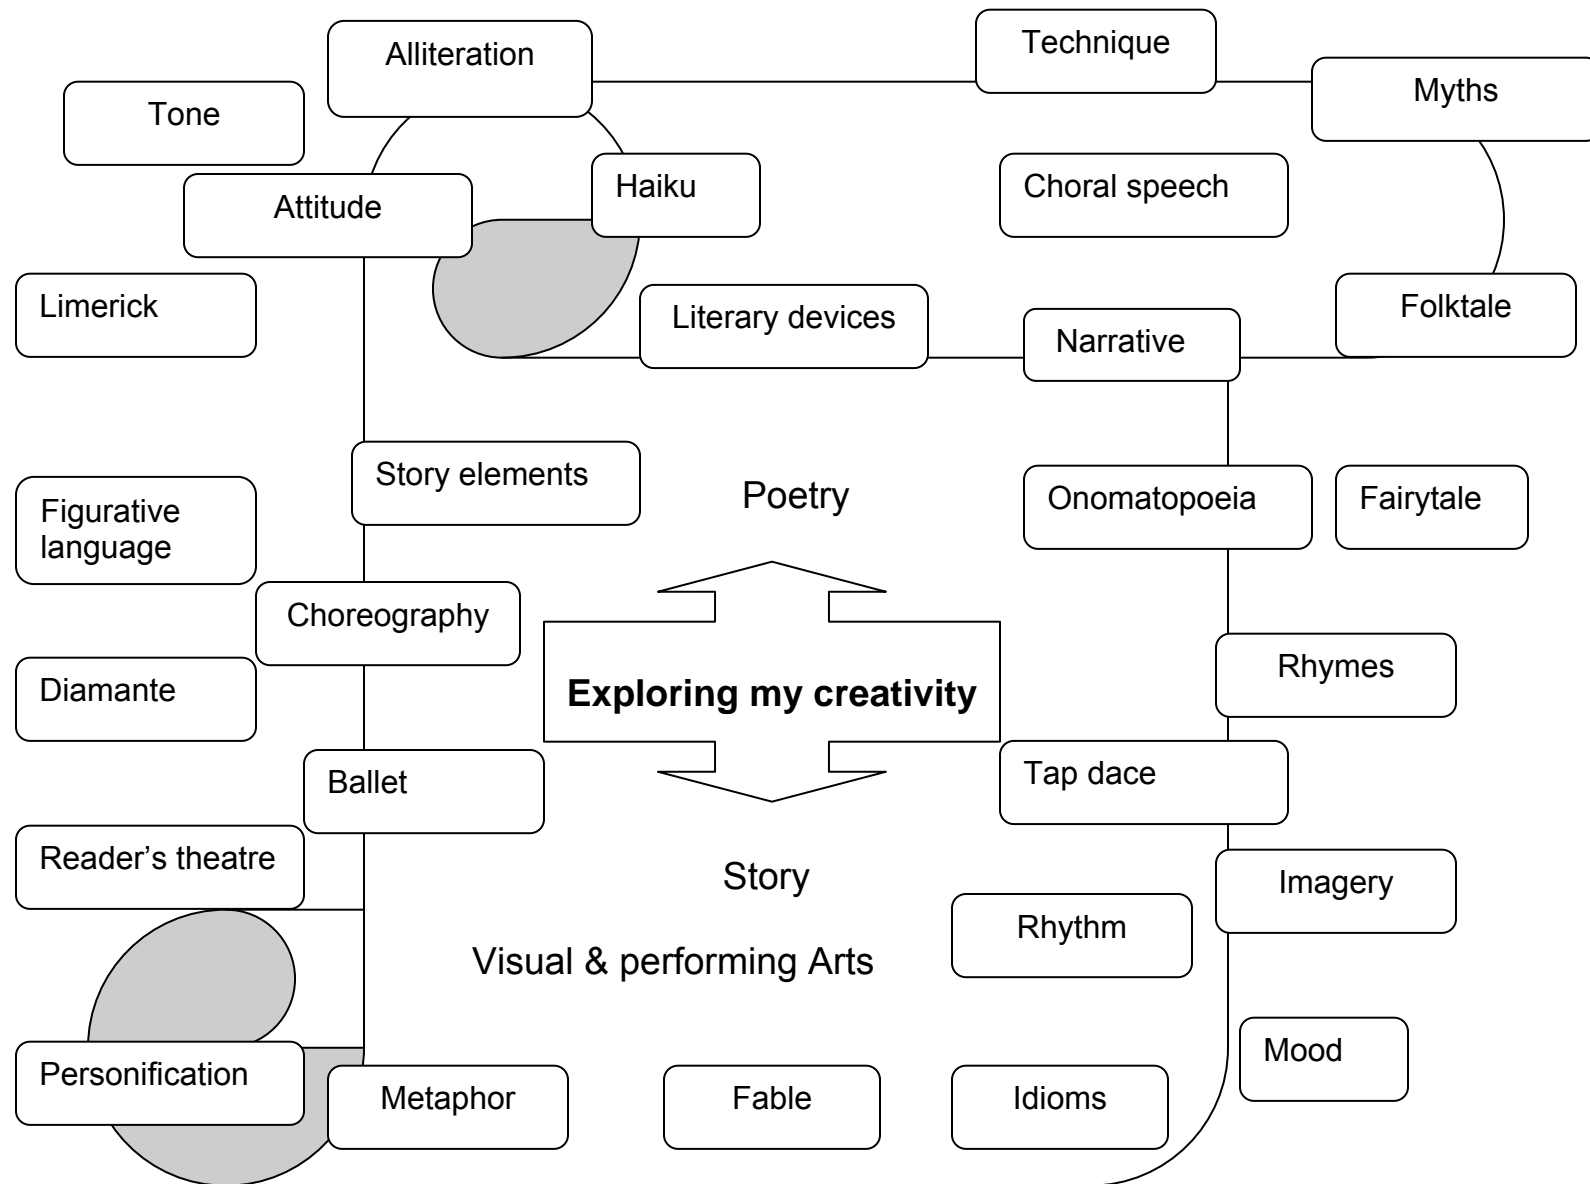 Alliteration
Technique
Myths
Tone
Haiku
Choral speech
Attitude
Limerick
Literary devices
Narrative
Folktale
Story elements
Poetry
Onomatopoeia
Fairytale
Figurative
language
Choreography
Exploring my creativity
Rhymes
Diamante
Ballet
Tap dace
Reader’s theatre
Story
Imagery
Rhythm
Visual & performing Arts
Personification
Mood
Metaphor
Fable
Idioms